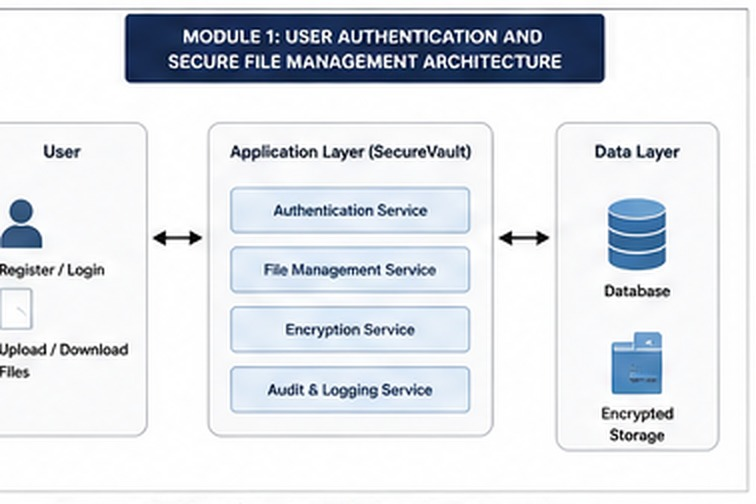 MODULE 1: USER AUTHENTICATION AND
SECURE FILE MANAGEMENT ARCHITECTURE
User
Register / Login
Upload / Download
Files
Application Layer (SecureVault)
Authentication Service
File Management Service
Encryption Service
Audit & Logging Service
Data Layer
Database
Encrypted
Storage